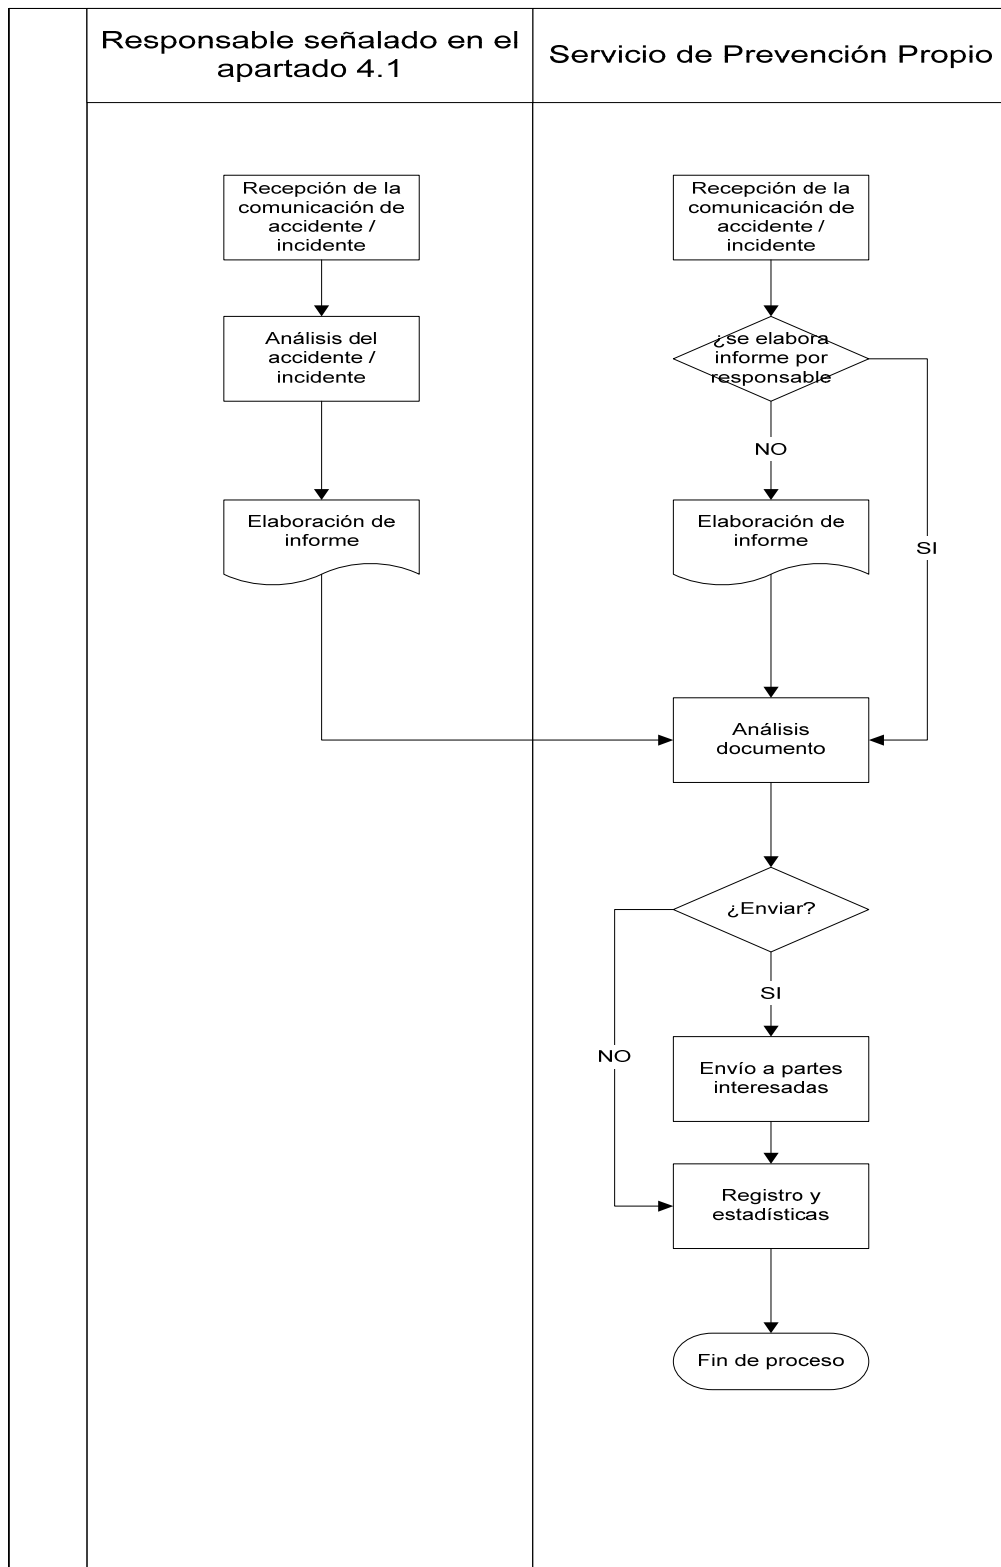 Responsable señalado en el
apartado 4.1
Servicio de Prevención Propio
Recepción de la
comunicación de
accidente /
incidente
Análisis del
accidente /
incidente
Elaboración de
informe
Recepción de la
comunicación de
accidente /
incidente
¿se elabora
informe por
responsable
NO
SI
Elaboración de
informe
Análisis
documento
¿Enviar?
SI
NO
Envío a partes
interesadas
Registro y
estadísticas
Fin de proceso